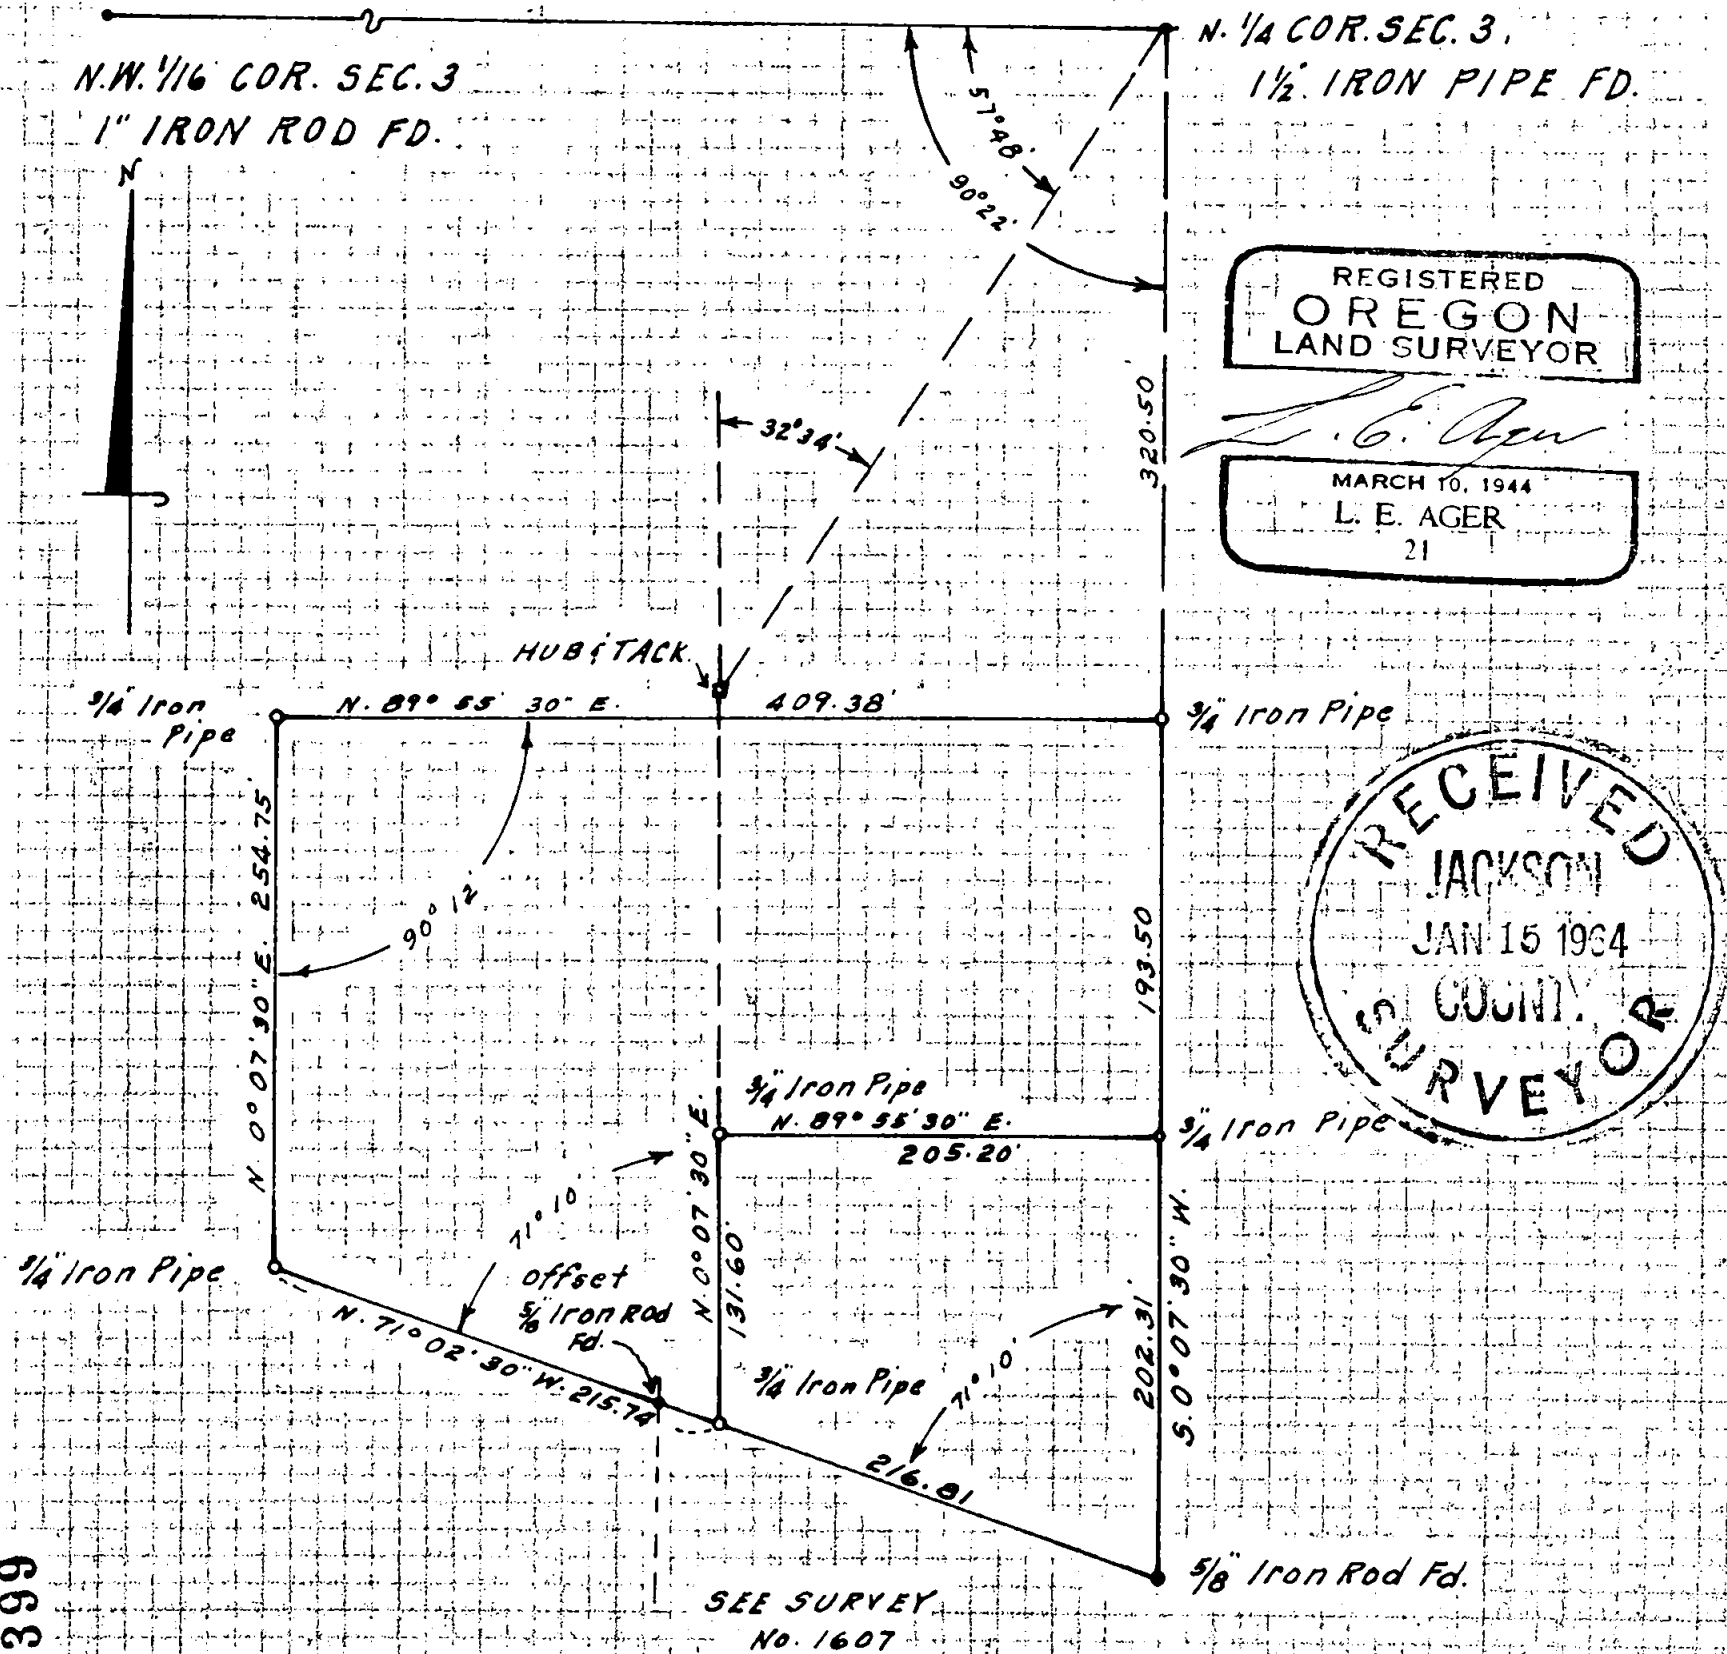 N. 1/4 COR. SEC. 3.
1 1/2" IRON PIPE FD.
N.W. 1/16 COR. SEC. 3
1" IRON ROD FD.
N
57°48'
90°22'
REGISTERED
OREGON
LAND SURVEYOR
L. E. Ager
MARCH 10, 1944
L. E. AGER
21
32°34'
320.50'
HUB & TACK
3/4" Iron
Pipe
N. 89° 55' 30" E. 409.38'
3/4" Iron Pipe
RECEIVED
JACKSON
JAN 15 1964
COUNTY
SURVEYOR
N 0° 07' 30" E. 254.75'
90° 12'
193.50
3/4" Iron Pipe
N. 89° 55' 30" E.
205.20'
3/4" Iron Pipe
71° 10'
N. 0° 07' 30" E.
131.60'
202.31'
S. 0° 07' 30" W.
3/4" Iron Pipe
offset
5/8" Iron Rod
Fd.
N. 71° 02' 30" W. 215.74
3/4" Iron Pipe
71° 10'
216.81
5/8" Iron Rod Fd.
SEE SURVEY
No. 1607
399